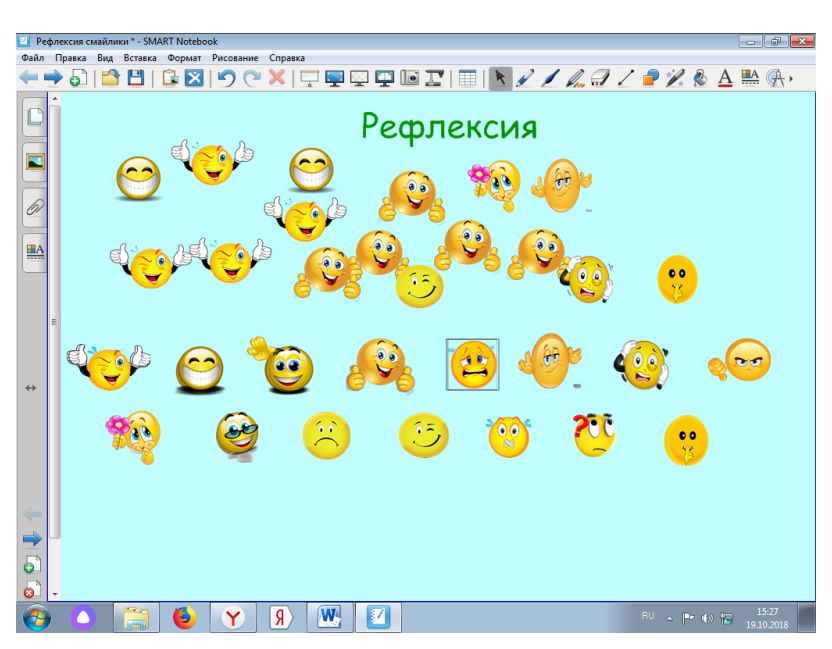 Рефлексия смайлики * - SMART Notebook
Файл Правка Вид Вставка Формат Рисование Справка
Рефлексия
RU
15:27
19.10.2018